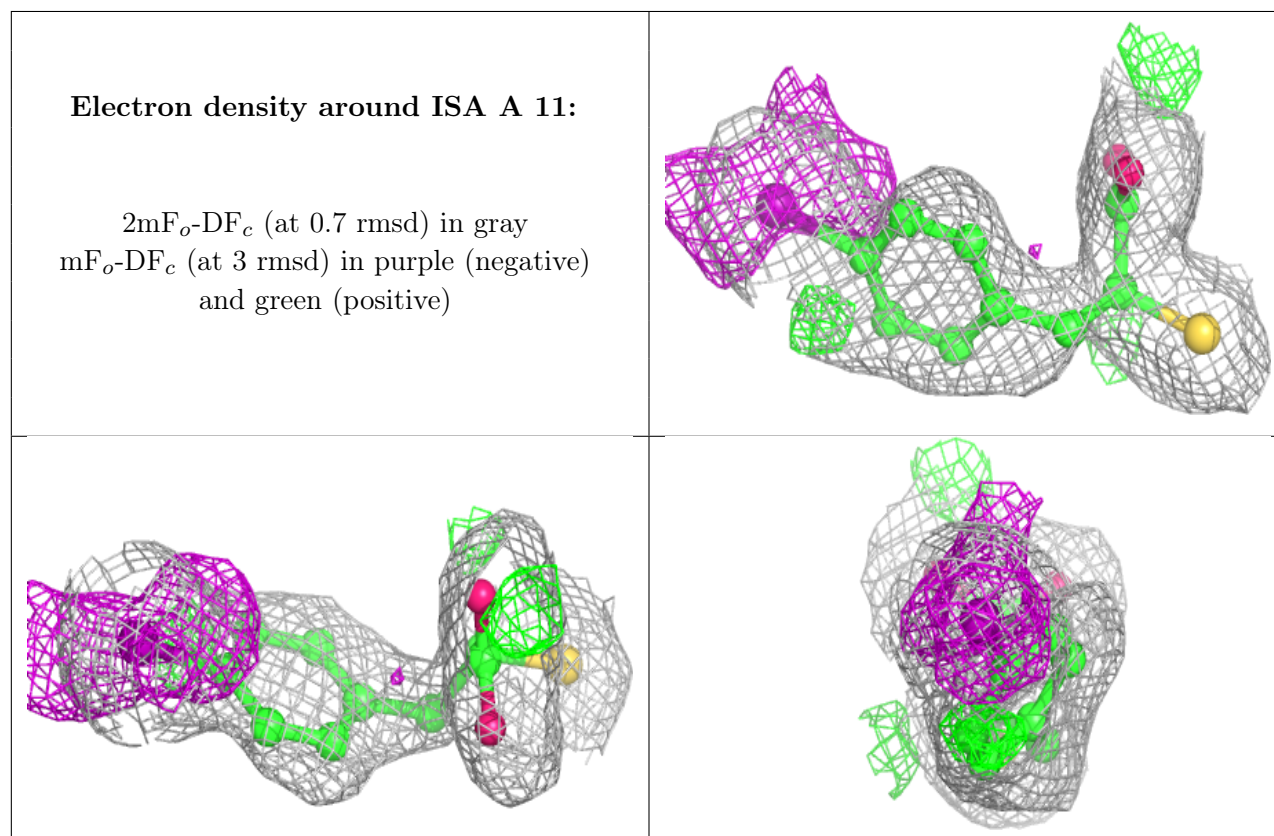 Electron density around ISA A 11:
2mFo-DFc (at 0.7 rmsd) in gray
mFo-DFc (at 3 rmsd) in purple (negative)
and green (positive)